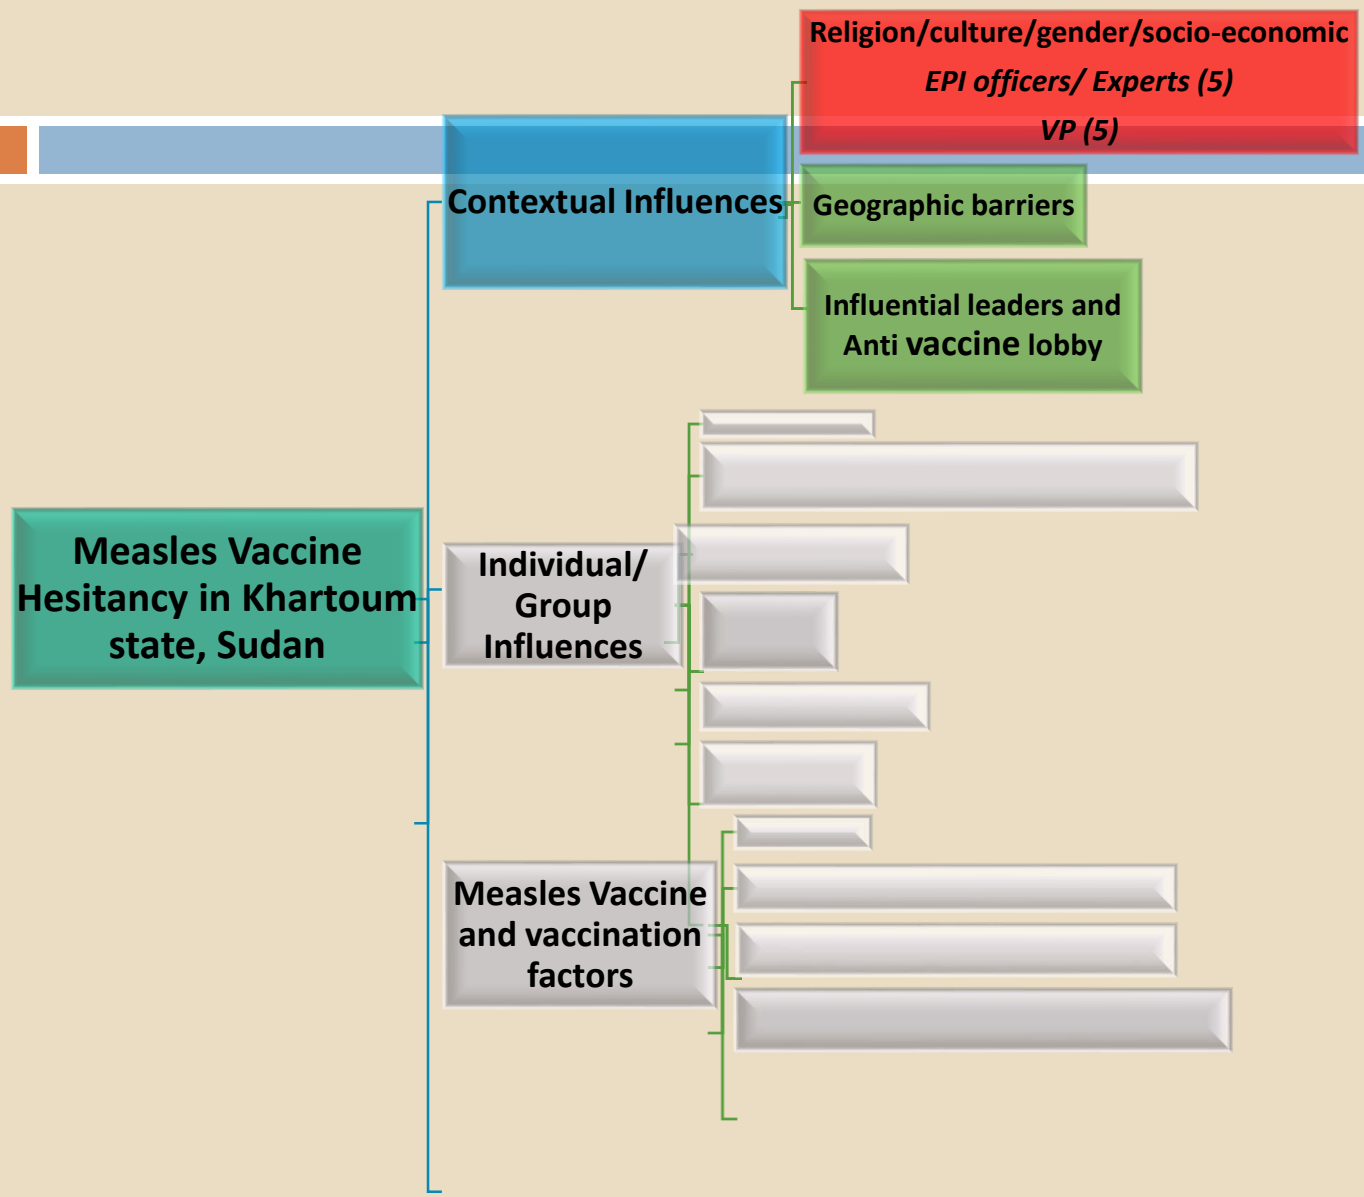 Religion/culture/gender/socio-economic
EPI officers/ Experts (5)
VP (5)
Contextual Influences
Geographic barriers
Influential leaders and
Anti vaccine lobby
Measles Vaccine
Hesitancy in Khartoum
state, Sudan
Individual/
Group
Influences
Measles Vaccine
and vaccination
factors